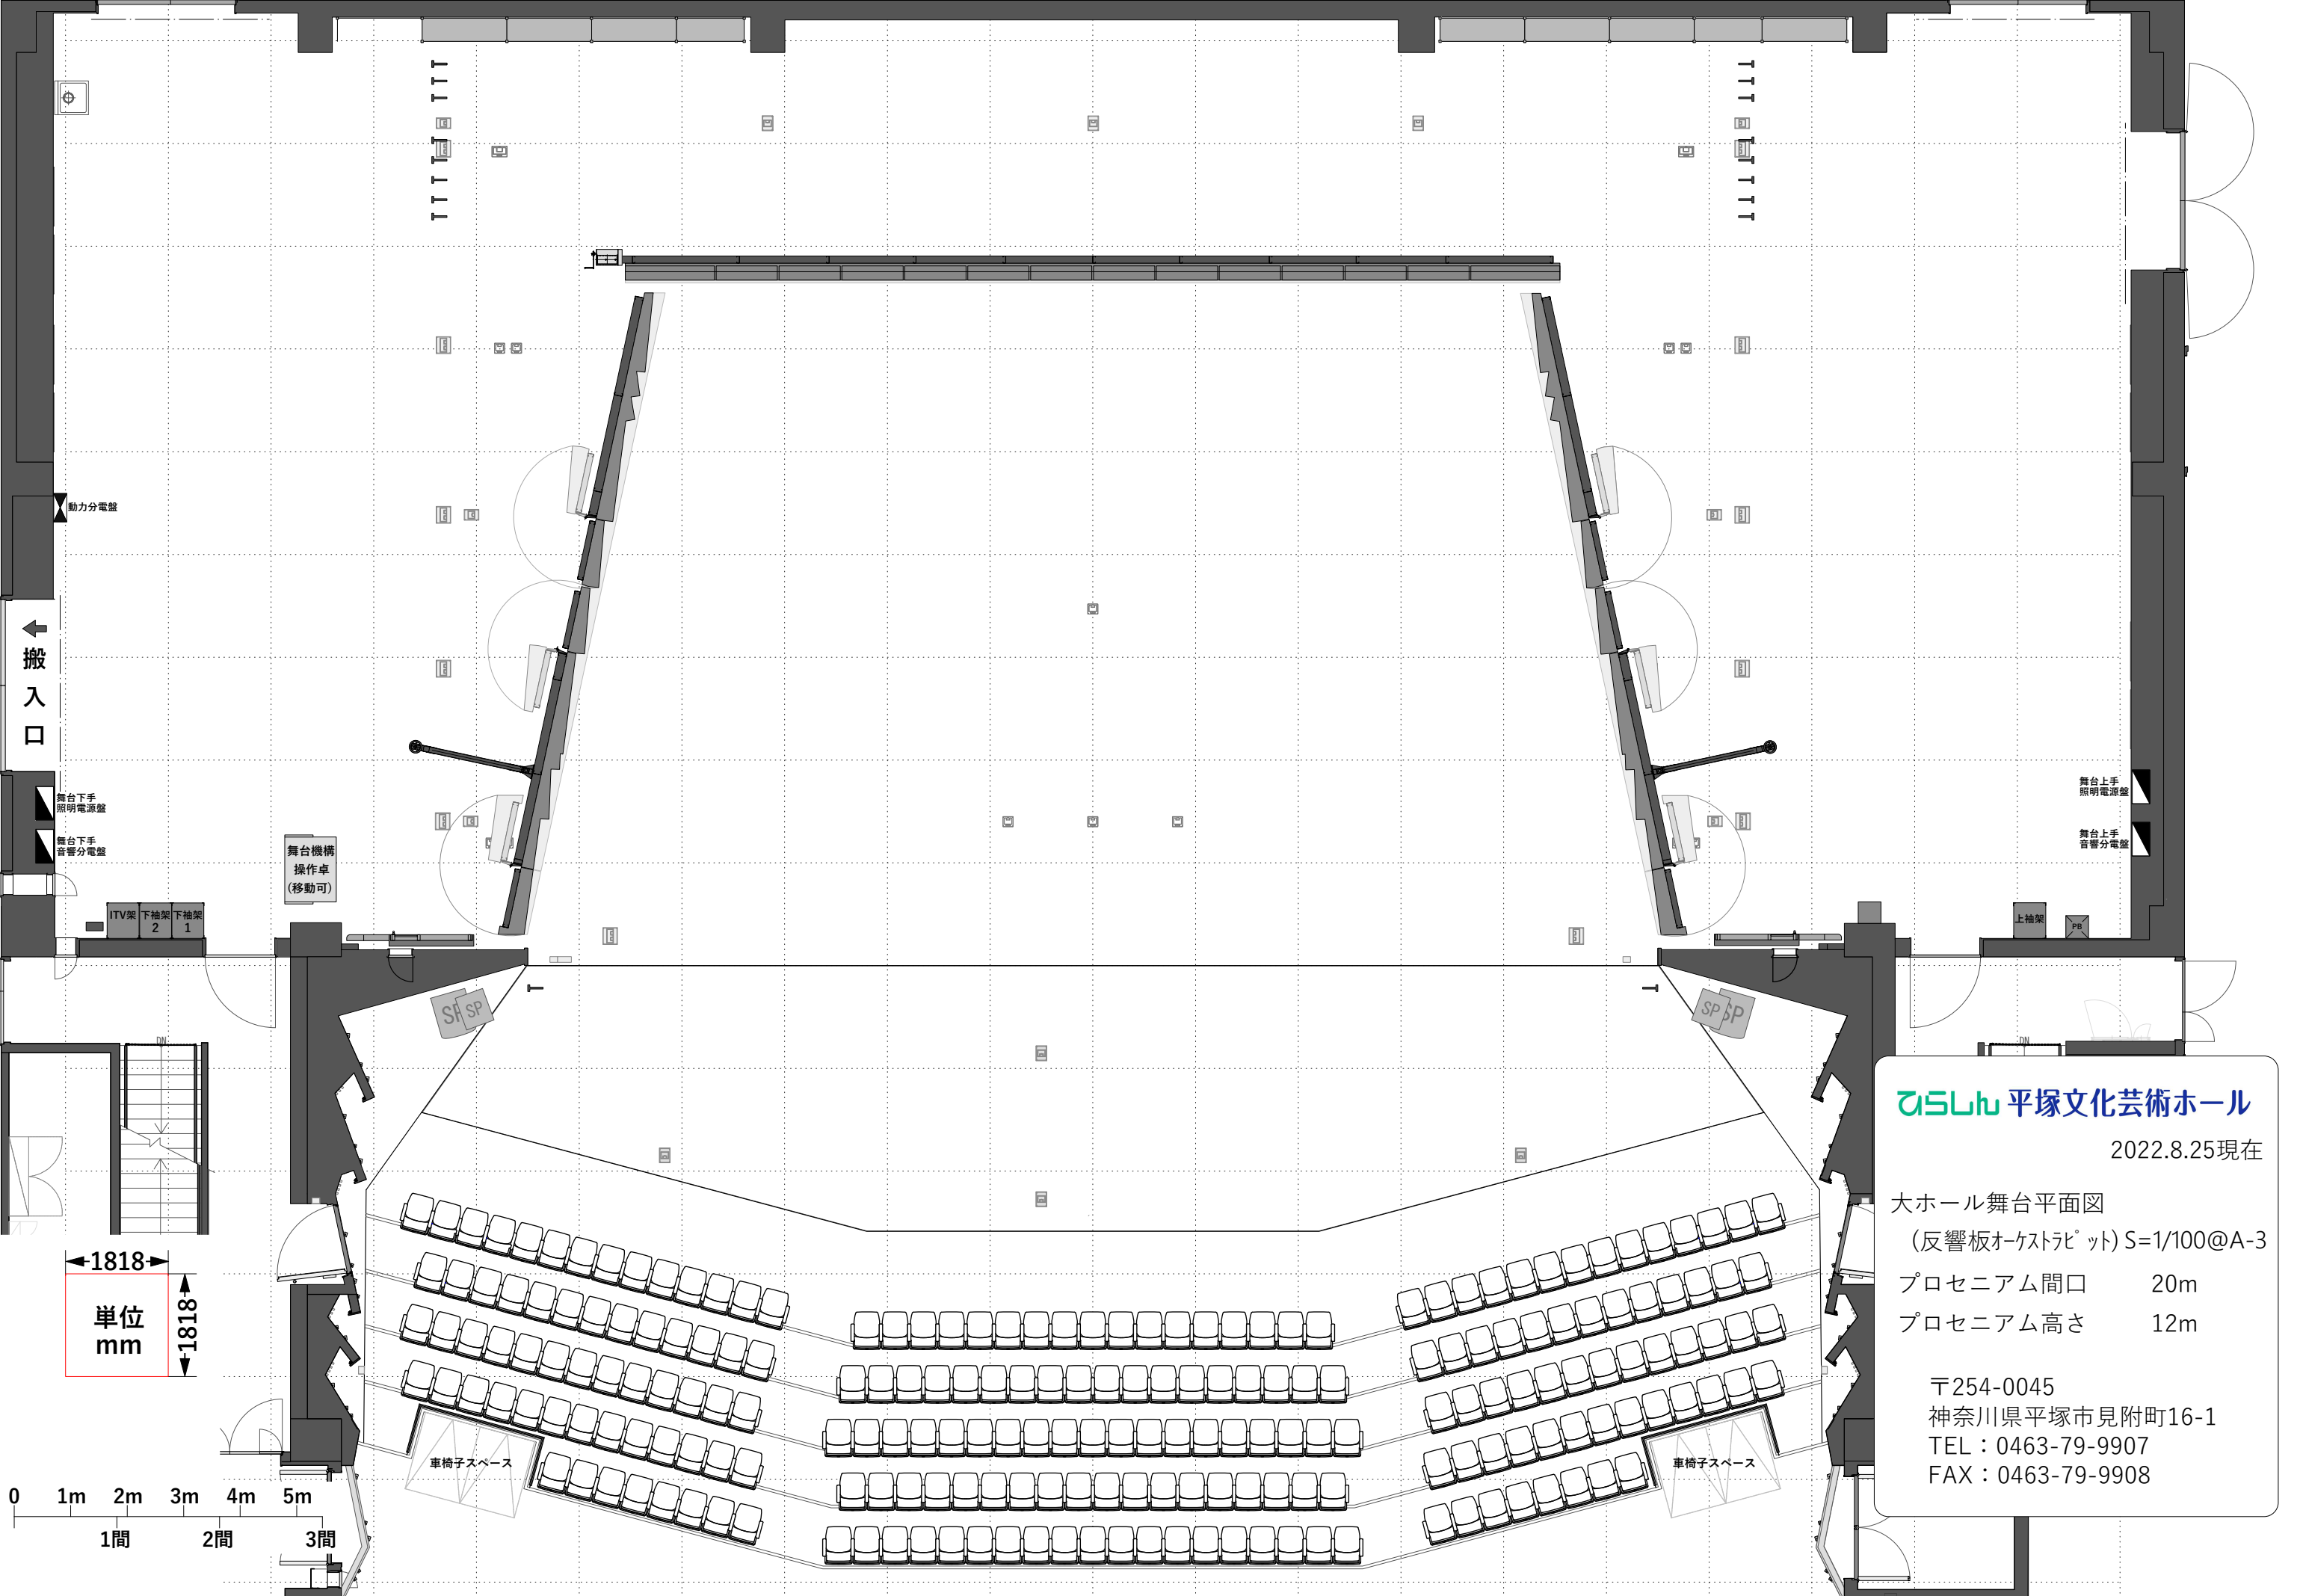 動力分電盤
搬
入
口
舞台下手
照明電源盤
舞台下手
音響分電盤
舞台機構
操作卓
(移動可)
ITV架
下袖架
2
下袖架
1
舞台上手
照明電源盤
舞台上手
音響分電盤
上袖架
PB
SP
SP
SP
SP
DN
DN
1818
単位
mm
1818
車椅子スペース
車椅子スペース
0 1m 2m 3m 4m 5m
1間 2間 3間
ひらしん 平塚文化芸術ホール
2022.8.25現在
大ホール舞台平面図
(反響板ｵｰｹｽﾄﾗﾋﾟｯﾄ) S=1/100@A-3
プロセニアム間口 20m
プロセニアム高さ 12m
〒254-0045
神奈川県平塚市見附町16-1
TEL：0463-79-9907
FAX：0463-79-9908